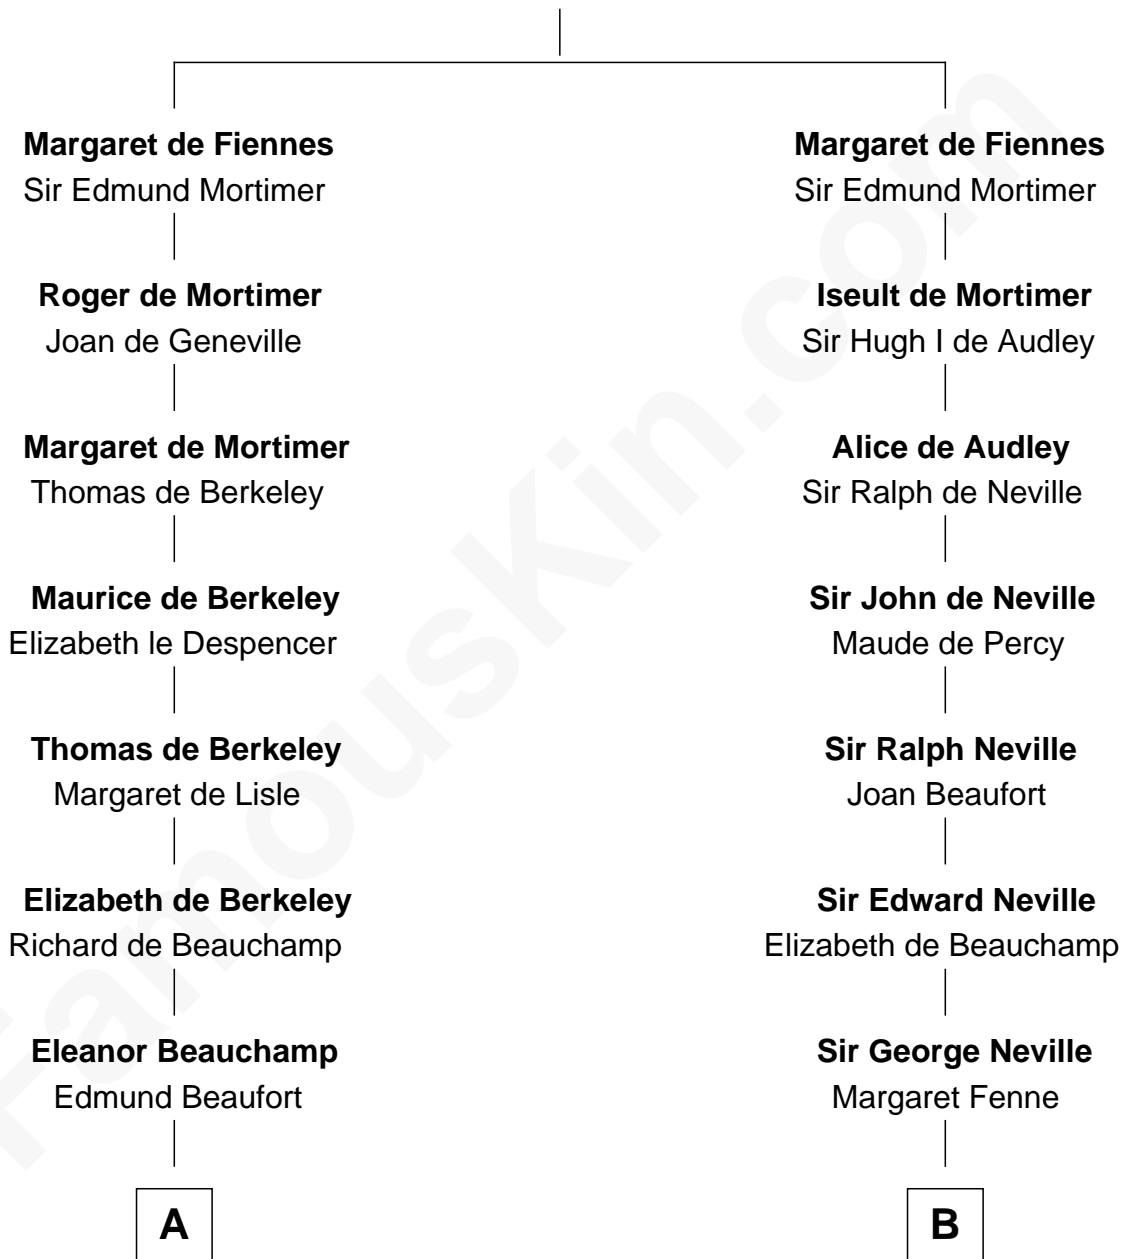 Margaret de Fiennes
Sir Edmund Mortimer
Roger de Mortimer
Joan de Geneville
Margaret de Mortimer
Thomas de Berkeley
Maurice de Berkeley
Elizabeth le Despencer
Thomas de Berkeley
Margaret de Lisle
Elizabeth de Berkeley
Richard de Beauchamp
Eleanor Beauchamp
Edmund Beaufort
A
Margaret de Fiennes
Sir Edmund Mortimer
Iseult de Mortimer
Sir Hugh I de Audley
Alice de Audley
Sir Ralph de Neville
Sir John de Neville
Maude de Percy
Sir Ralph Neville
Joan Beaufort
Sir Edward Neville
Elizabeth de Beauchamp
Sir George Neville
Margaret Fenne
B
FamousKin.com